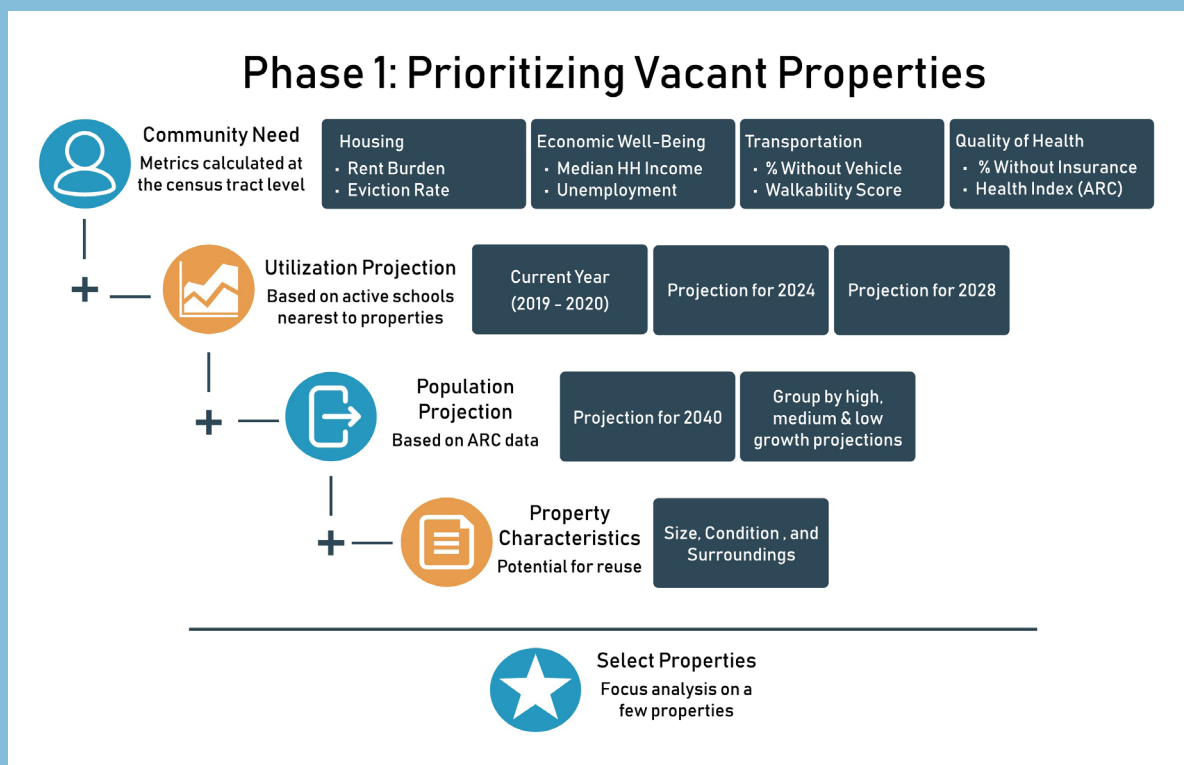 Phase 1: Prioritizing Vacant Properties
Community Need
Metrics calculated at
the census tract level
Housing
· Rent Burden
· Eviction Rate
Economic Well-Being
· Median HH Income
· Unemployment
Transportation
· % Without Vehicle
· Walkability Score
Quality of Health
· % Without Insurance
· Health Index (ARC)
+
Utilization Projection
Based on active schools
nearest to properties
Current Year
(2019 - 2020)
Projection for 2024
Projection for 2028
+
Population
Projection
Based on ARC data
Projection for 2040
Group by high,
medium & low
growth projections
+
Property
Characteristics
Potential for reuse
Size, Condition , and
Surroundings
Select Properties
Focus analysis on a
few properties